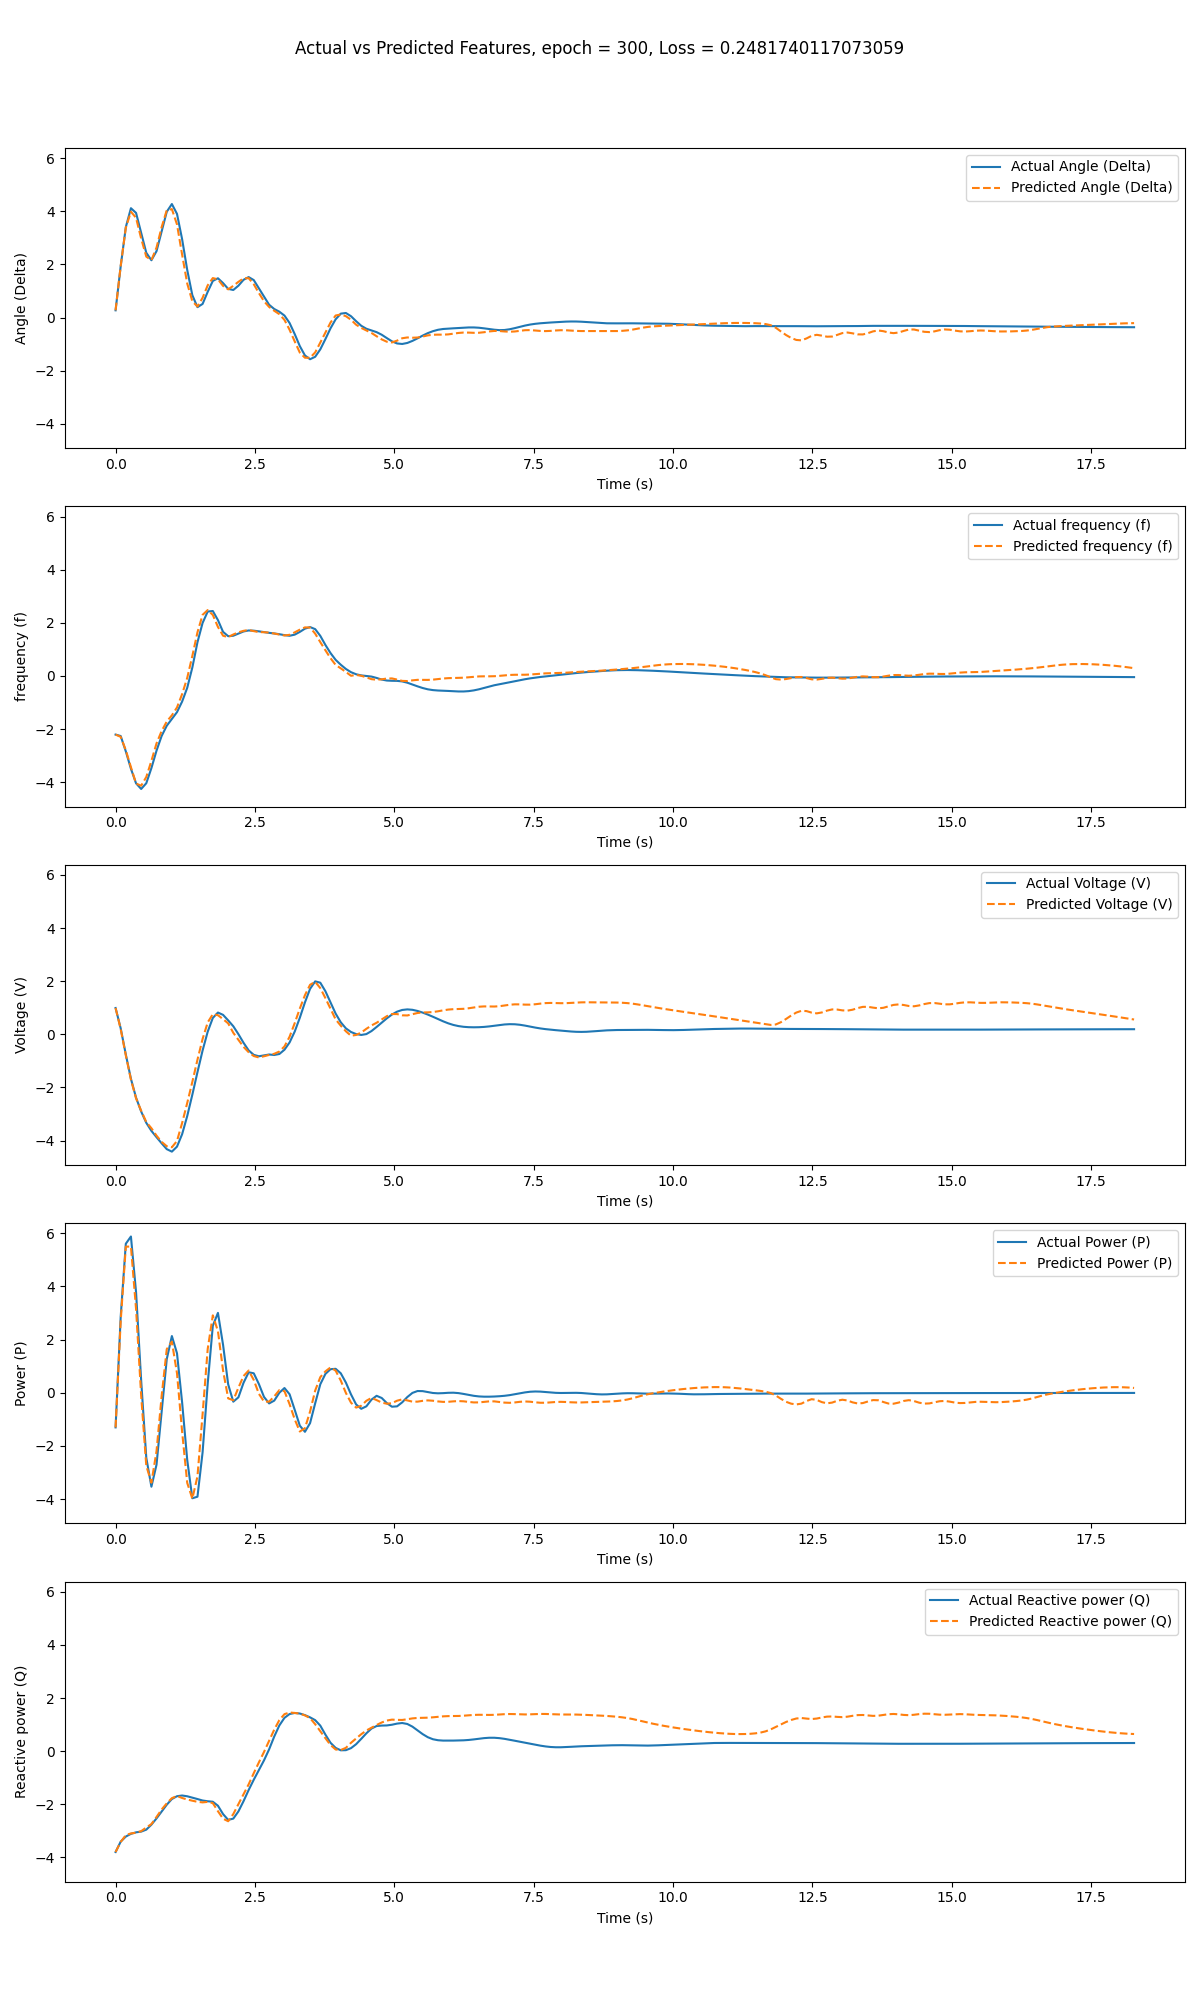 Actual vs Predicted Features, epoch = 300, Loss = 0.2481740117073059
6
4
2
0
−2
−4
Angle (Delta)
Actual Angle (Delta)
Predicted Angle (Delta)
0.0 2.5 5.0 7.5 10.0 12.5 15.0 17.5
Time (s)
6
4
2
0
−2
−4
frequency (f)
Actual frequency (f)
Predicted frequency (f)
0.0 2.5 5.0 7.5 10.0 12.5 15.0 17.5
Time (s)
6
4
2
0
−2
−4
Voltage (V)
Actual Voltage (V)
Predicted Voltage (V)
0.0 2.5 5.0 7.5 10.0 12.5 15.0 17.5
Time (s)
6
4
2
0
−2
−4
Power (P)
Actual Power (P)
Predicted Power (P)
0.0 2.5 5.0 7.5 10.0 12.5 15.0 17.5
Time (s)
6
4
2
0
−2
−4
Reactive power (Q)
Actual Reactive power (Q)
Predicted Reactive power (Q)
0.0 2.5 5.0 7.5 10.0 12.5 15.0 17.5
Time (s)